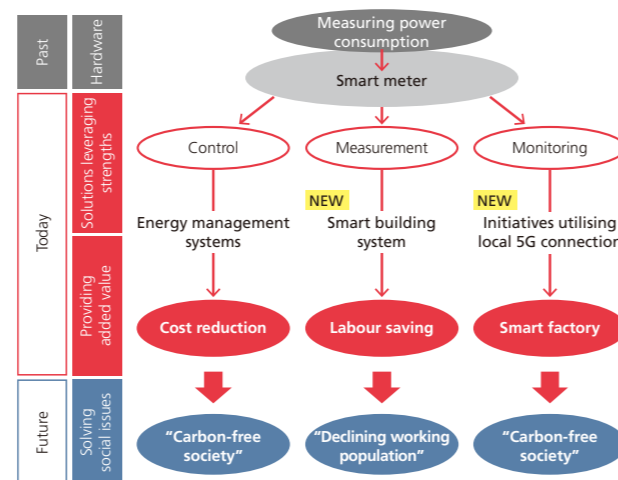 Past
Hardware
Measuring power
consumption
Smart meter
Today
Solutions leveraging
strengths
Control
Measurement
Monitoring
NEW
NEW
Energy management
systems
Smart building
system
Initiatives utilising
local 5G connection
Providing
added value
Cost reduction
Labour saving
Smart factory
Future
Solving
social issues
"Carbon-free
society"
"Declining working
population"
"Carbon-free
society"